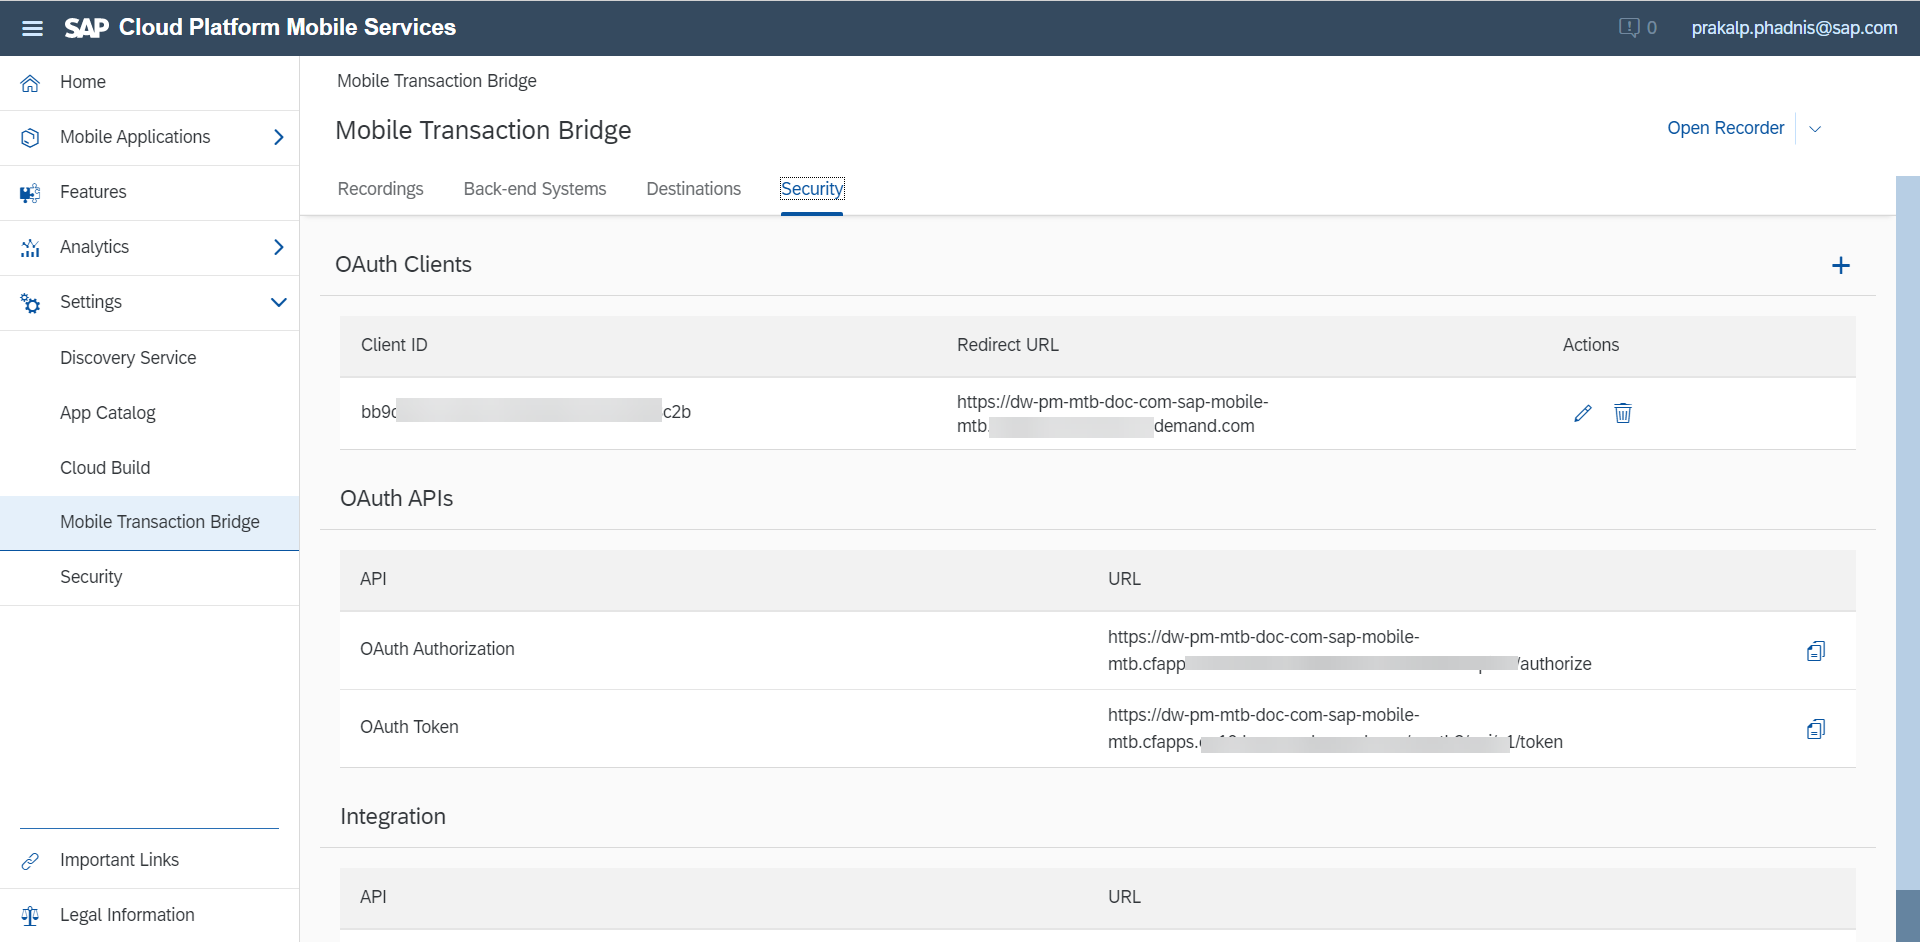 SAP Cloud Platform Mobile Services
0
prakalp.phadnis@sap.com
Home
Mobile Applications
Features
Analytics
Settings
Discovery Service
App Catalog
Cloud Build
Mobile Transaction Bridge
Security
Important Links
Legal Information
Mobile Transaction Bridge
Mobile Transaction Bridge
Open Recorder
Recordings Back-end Systems Destinations Security
OAuth Clients
Client ID Redirect URL Actions
bb9 c2b
https://dw-pm-mtb-doc-com-sap-mobile-
mtb. demand.com
OAuth APIs
API URL
OAuth Authorization
https://dw-pm-mtb-doc-com-sap-mobile-
mtb.cfapp /authorize
OAuth Token
https://dw-pm-mtb-doc-com-sap-mobile-
mtb.cfapps. 1/token
Integration
API URL